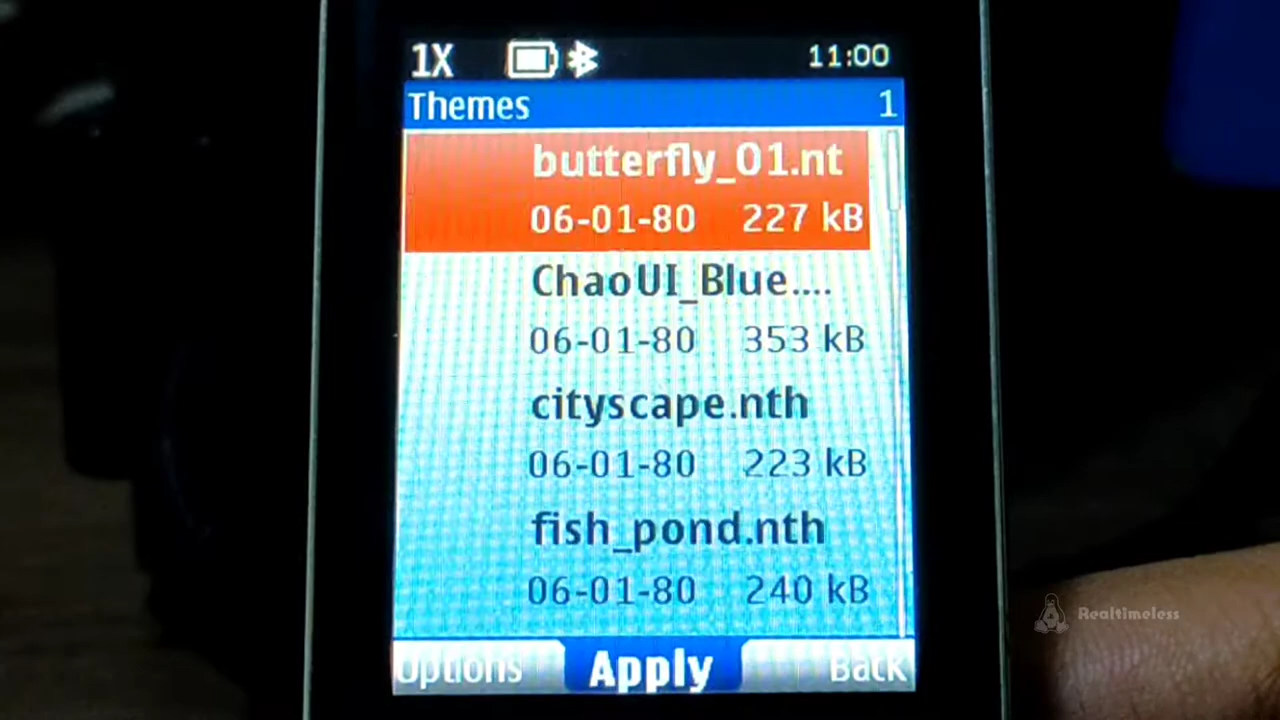 1X 11:00
Themes 1
butterfly_01.nt
06-01-80 227 kB
ChaoUI_Blue....
06-01-80 353 kB
cityscape.nth
06-01-80 223 kB
fish_pond.nth
06-01-80 240 kB
Options Apply Back
Realtimeless